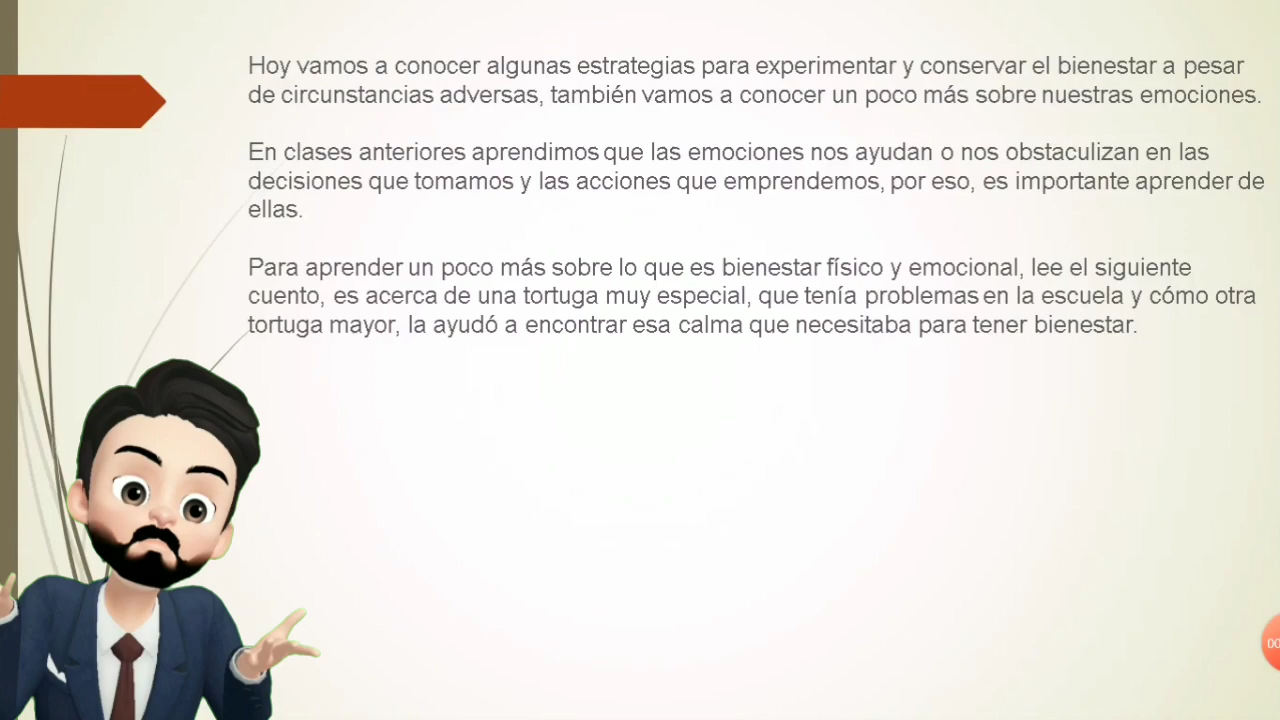 Hoy vamos a conocer algunas estrategias para experimentar y conservar el bienestar a pesar
de circunstancias adversas, también vamos a conocer un poco más sobre nuestras emociones.
En clases anteriores aprendimos que las emociones nos ayudan o nos obstaculizan en las
decisiones que tomamos y las acciones que emprendemos, por eso, es importante aprender de
ellas.
Para aprender un poco más sobre lo que es bienestar físico y emocional, lee el siguiente
cuento, es acerca de una tortuga muy especial, que tenía problemas en la escuela y cómo otra
tortuga mayor, la ayudó a encontrar esa calma que necesitaba para tener bienestar.
00